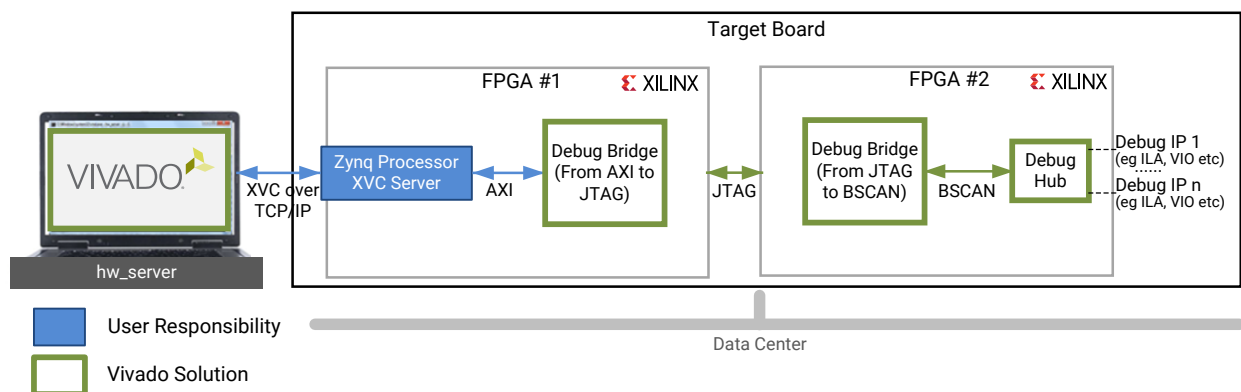 Target Board
FPGA #1
XILINX
FPGA #2
XILINX
VIVADO
hw_server
XVC over
TCP/IP
Zynq Processor
XVC Server
AXI
Debug Bridge
(From AXI to
JTAG)
JTAG
Debug Bridge
(From JTAG
to BSCAN)
BSCAN
Debug
Hub
Debug IP 1
(eg ILA, VIO etc)
......
Debug IP n
(eg ILA, VIO etc)
User Responsibility
Vivado Solution
Data Center